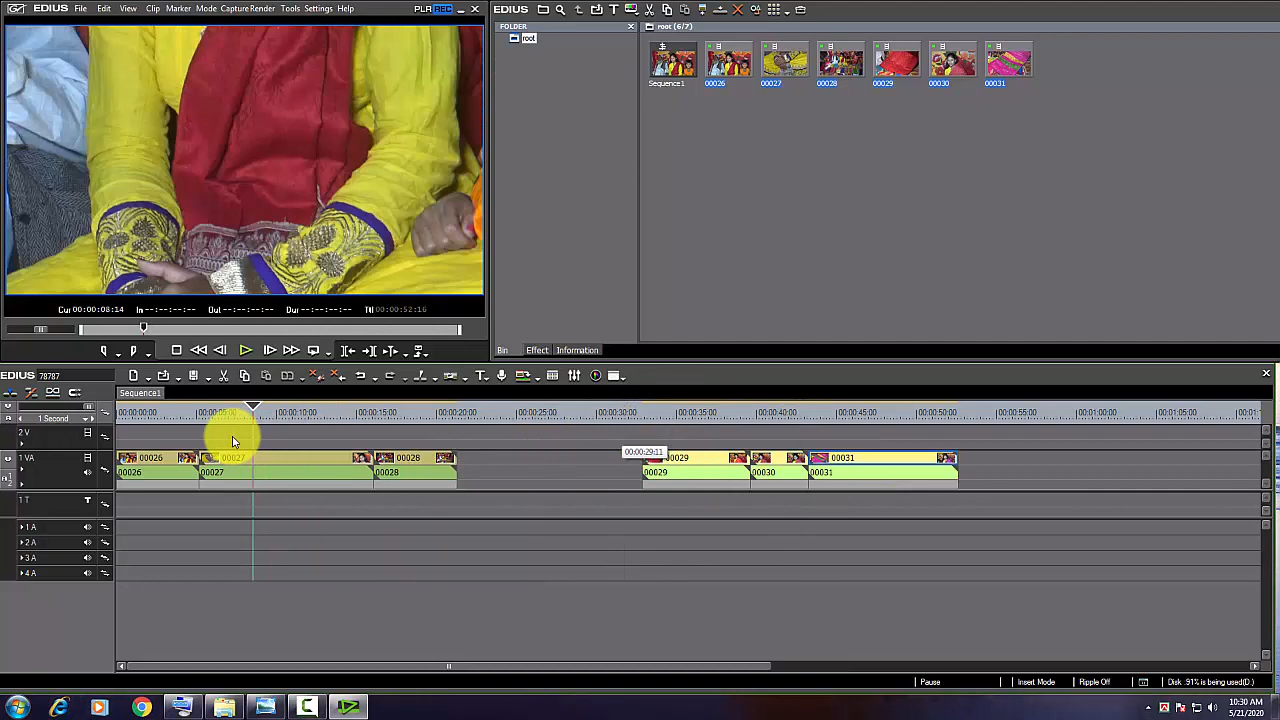 EDIUS File Edit View Clip Marker Mode Capture Render Tools Settings Help PLR REC
EDIUS
FOLDER
root
root (6/7)
Sequence1 00026 00027 00028 00029 00030 00031
Cur 00:00:08:14 In --:--:--:-- Out --:--:--:-- Dur --:--:--:-- Ttl 00:00:52:16
Bin Effect Information
EDIUS 78787
Sequence1
1 Second 00:00:00:00 00:00:05:00 00:00:10:00 00:00:15:00 00:00:20:00 00:00:25:00 00:00:30:00 00:00:35:00 00:00:40:00 00:00:45:00 00:00:50:00 00:00:55:00 00:01:00:00 00:01:05:00
2 V
00:00:29:11
1 VA 00026 00027 00028 0029 00030 00031
00026 00027 00028 00029 00030 00031
1 T T
1 A
2 A
3 A
4 A
Pause Insert Mode Ripple Off Disk :91% is being used(D:)
10:30 AM
5/21/2020